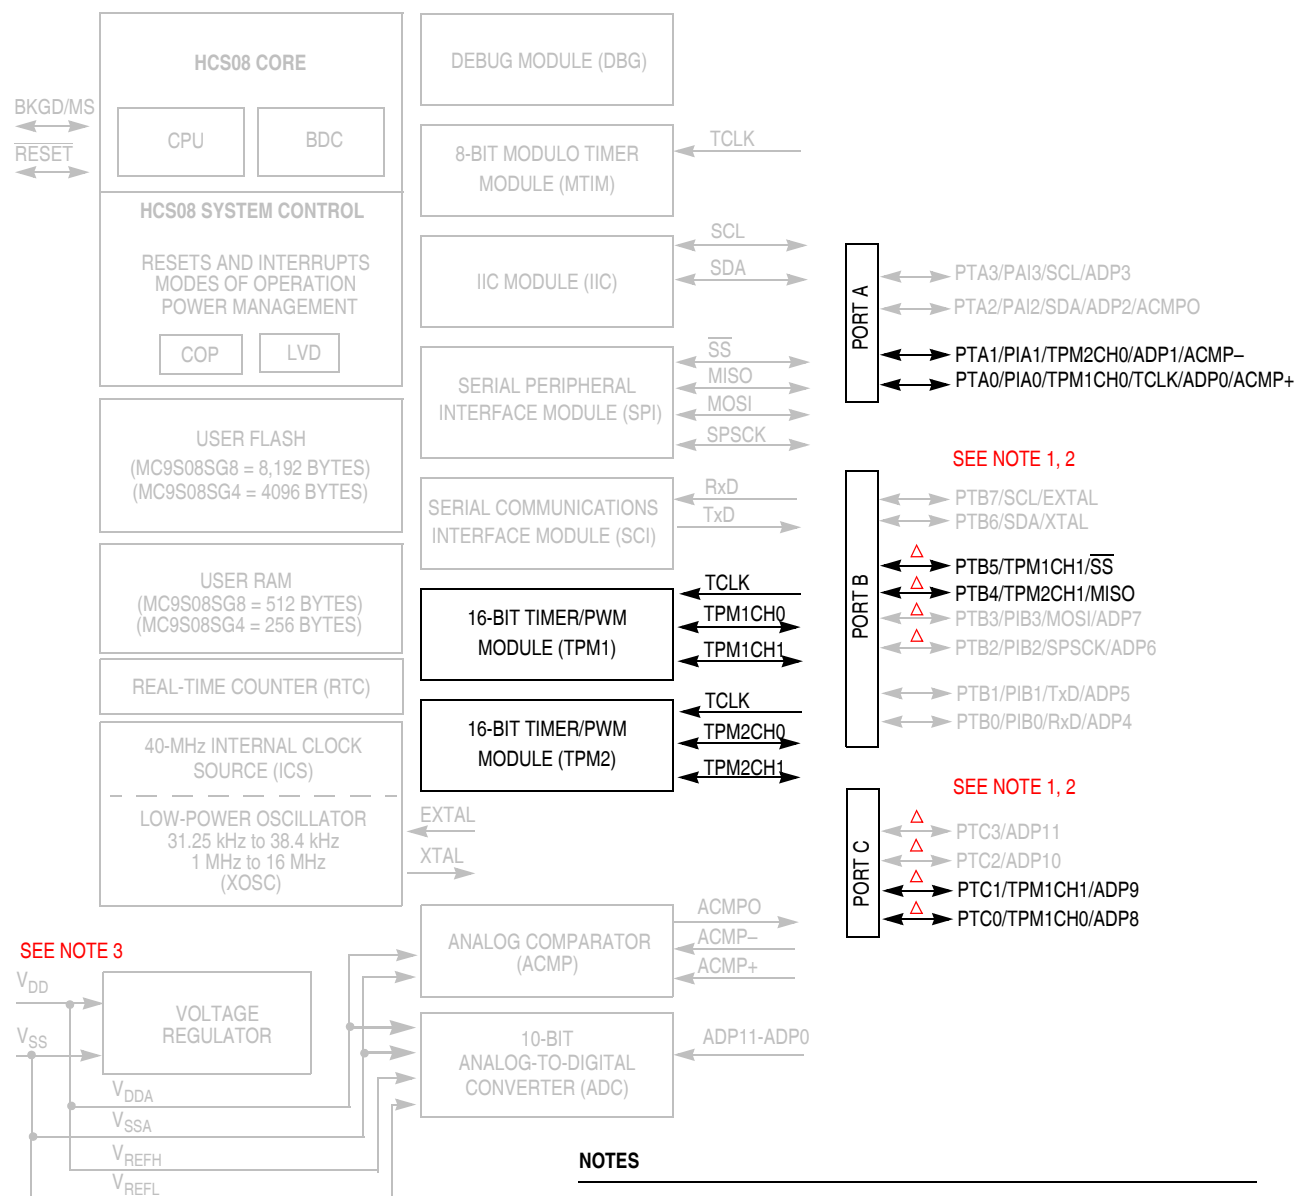 HCS08 CORE
CPU
BDC
BKGD/MS
RESET
HCS08 SYSTEM CONTROL
RESETS AND INTERRUPTS
MODES OF OPERATION
POWER MANAGEMENT
COP
LVD
USER FLASH
(MC9S08SG8 = 8,192 BYTES)
(MC9S08SG4 = 4096 BYTES)
USER RAM
(MC9S08SG8 = 512 BYTES)
(MC9S08SG4 = 256 BYTES)
REAL-TIME COUNTER (RTC)
40-MHz INTERNAL CLOCK
SOURCE (ICS)
LOW-POWER OSCILLATOR
31.25 kHz to 38.4 kHz
1 MHz to 16 MHz
(XOSC)
EXTAL
XTAL
SEE NOTE 3
VDD
VSS
VOLTAGE
REGULATOR
VDDA
VSSA
VREFH
VREFL
DEBUG MODULE (DBG)
8-BIT MODULO TIMER
MODULE (MTIM)
TCLK
IIC MODULE (IIC)
SCL
SDA
SERIAL PERIPHERAL
INTERFACE MODULE (SPI)
SS
MISO
MOSI
SPSCK
SERIAL COMMUNICATIONS
INTERFACE MODULE (SCI)
RxD
TxD
16-BIT TIMER/PWM
MODULE (TPM1)
TCLK
TPM1CH0
TPM1CH1
16-BIT TIMER/PWM
MODULE (TPM2)
TCLK
TPM2CH0
TPM2CH1
ANALOG COMPARATOR
(ACMP)
ACMPO
ACMP–
ACMP+
10-BIT
ANALOG-TO-DIGITAL
CONVERTER (ADC)
ADP11-ADP0
PORT A
PTA3/PAI3/SCL/ADP3
PTA2/PAI2/SDA/ADP2/ACMPO
PTA1/PIA1/TPM2CH0/ADP1/ACMP–
PTA0/PIA0/TPM1CH0/TCLK/ADP0/ACMP+
SEE NOTE 1, 2
PORT B
PTB7/SCL/EXTAL
PTB6/SDA/XTAL
PTB5/TPM1CH1/SS
PTB4/TPM2CH1/MISO
PTB3/PIB3/MOSI/ADP7
PTB2/PIB2/SPSCK/ADP6
PTB1/PIB1/TxD/ADP5
PTB0/PIB0/RxD/ADP4
SEE NOTE 1, 2
PORT C
PTC3/ADP11
PTC2/ADP10
PTC1/TPM1CH1/ADP9
PTC0/TPM1CH0/ADP8
NOTES